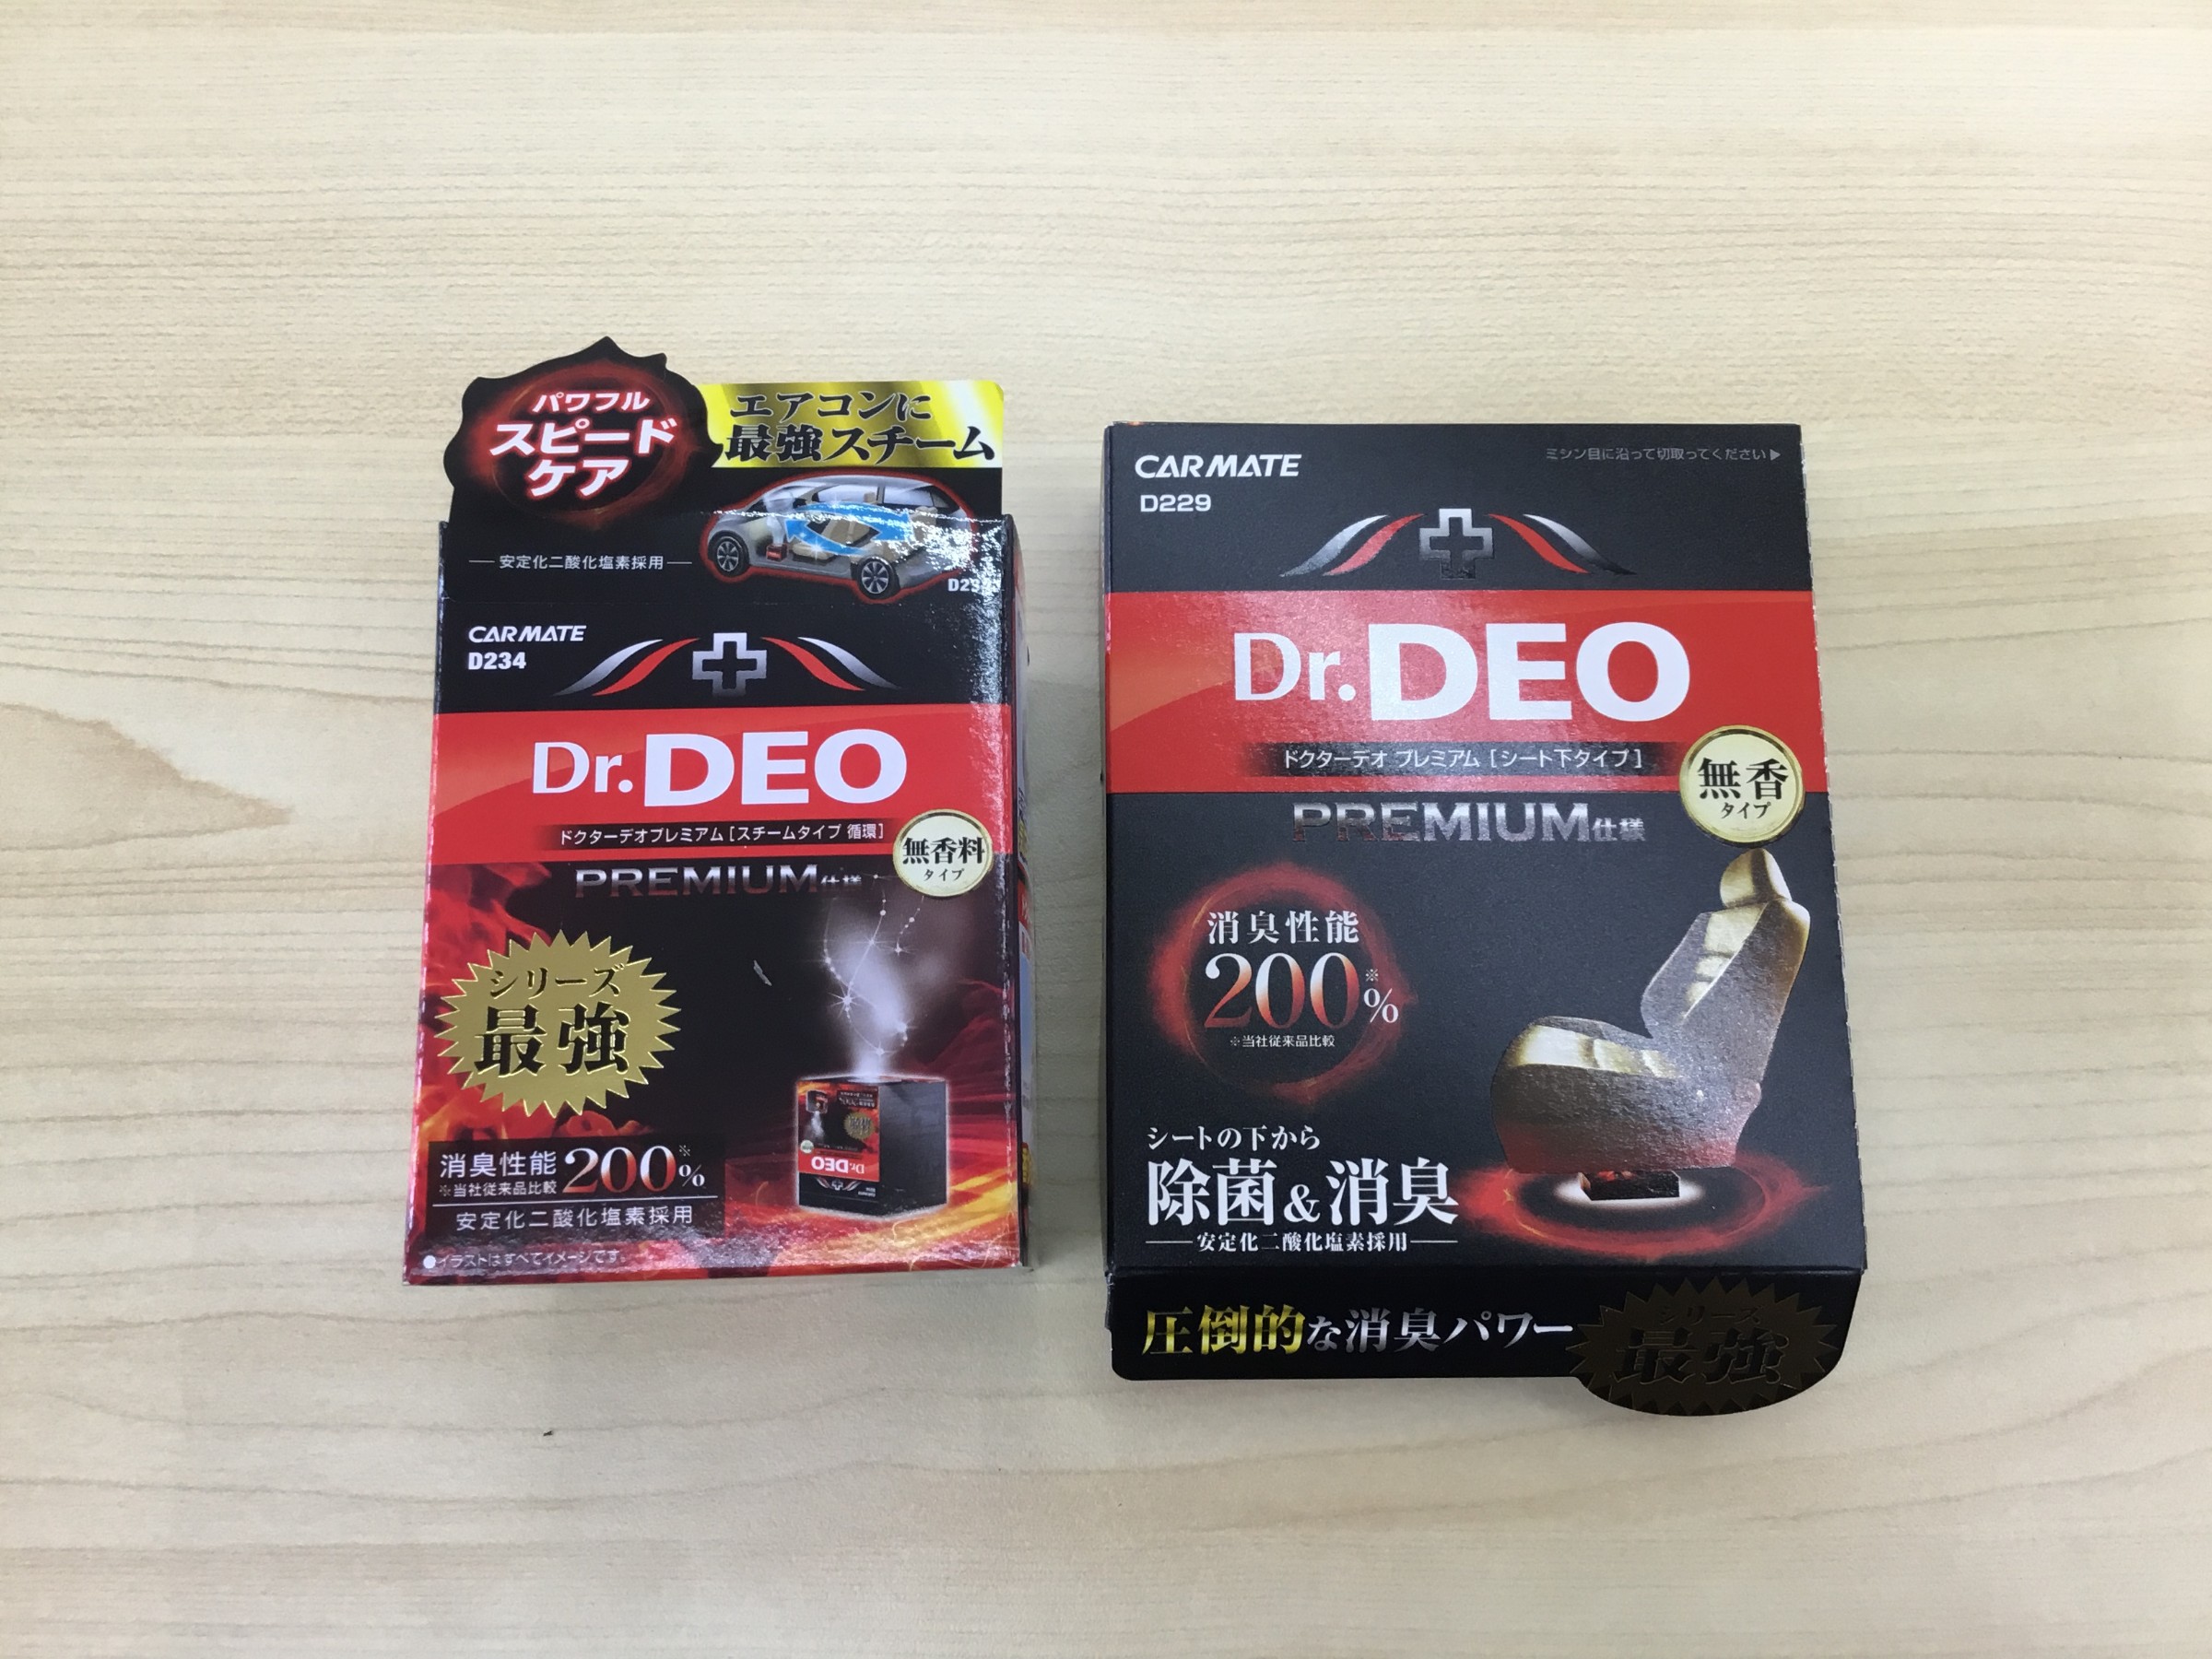 パワフル
スピード
ケア
エアコンに
最強スチーム
安定化二酸化塩素採用
CARMATE
D234
Dr.DEO
ドクターデオプレミアム [スチームタイプ 循環]
無香料
タイプ
PREMIUM仕様
シリーズ
最強
消臭性能 200※%
※当社従来品比較
安定化二酸化塩素採用
●イラストはすべてイメージです。
Dr.DEO
CARMATE
D229
ミシン目に沿って切取ってください▶
Dr.DEO
ドクターデオ プレミアム [シート下タイプ]
無香
タイプ
PREMIUM仕様
消臭性能
200※%
※当社従来品比較
シートの下から
除菌&消臭
安定化二酸化塩素採用
圧倒的な消臭パワー
シリーズ
最強